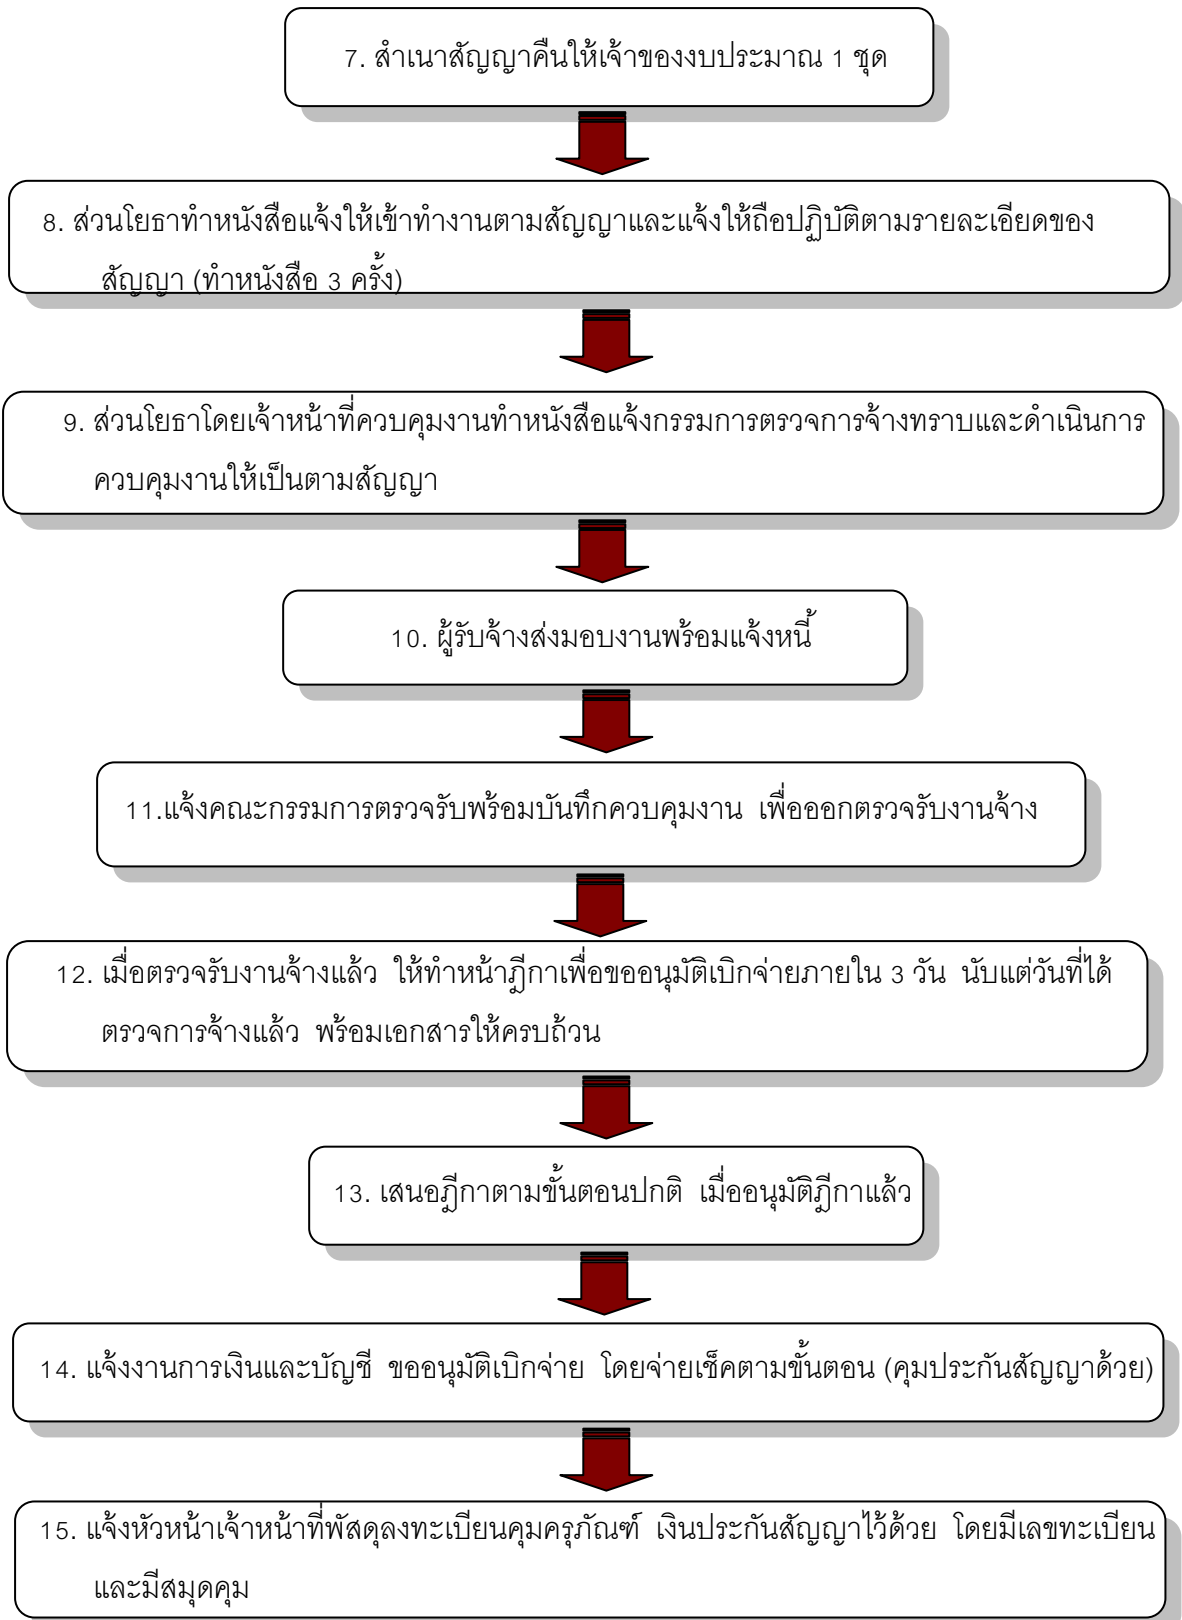 7. สำเนาสัญญาคืนให้เจ้าของงบประมาณ 1 ชุด
8. ส่วนโยธาทำหนังสือแจ้งให้เข้าทำงานตามสัญญาและแจ้งให้ถือปฏิบัติตามรายละเอียดของ
สัญญา (ทำหนังสือ 3 ครั้ง)
9. ส่วนโยธาโดยเจ้าหน้าที่ควบคุมงานทำหนังสือแจ้งกรรมการตรวจการจ้างทราบและดำเนินการ
ควบคุมงานให้เป็นตามสัญญา
10. ผู้รับจ้างส่งมอบงานพร้อมแจ้งหนี้
11.แจ้งคณะกรรมการตรวจรับพร้อมบันทึกควบคุมงาน เพื่อออกตรวจรับงานจ้าง
12. เมื่อตรวจรับงานจ้างแล้ว ให้ทำหน้าฎีกาเพื่อขออนุมัติเบิกจ่ายภายใน 3 วัน นับแต่วันที่ได้
ตรวจการจ้างแล้ว พร้อมเอกสารให้ครบถ้วน
13. เสนอฎีกาตามขั้นตอนปกติ เมื่ออนุมัติฎีกาแล้ว
14. แจ้งงานการเงินและบัญชี ขออนุมัติเบิกจ่าย โดยจ่ายเช็คตามขั้นตอน (คุมประกันสัญญาด้วย)
15. แจ้งหัวหน้าเจ้าหน้าที่พัสดุลงทะเบียนคุมครุภัณฑ์ เงินประกันสัญญาไว้ด้วย โดยมีเลขทะเบียน
และมีสมุดคุม